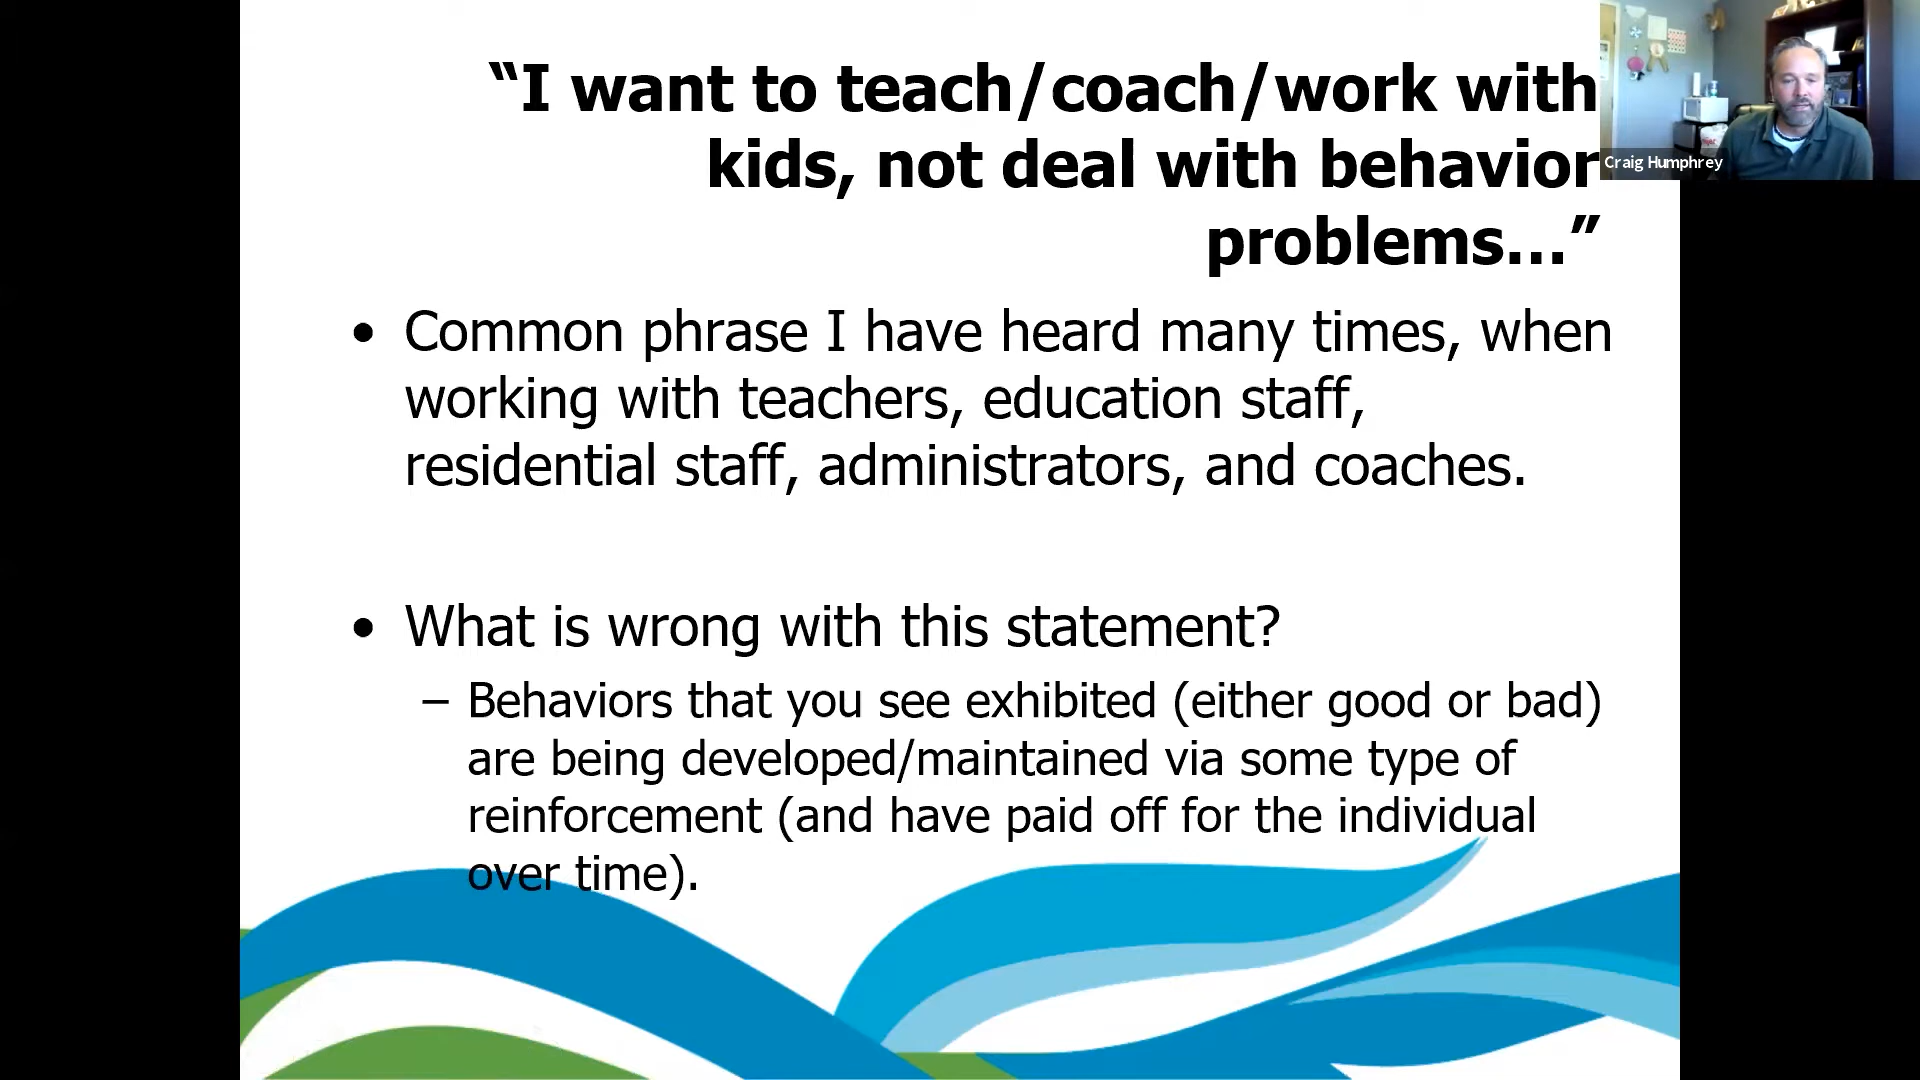 “I want to teach/coach/work with
kids, not deal with behavior
problems…”
Craig Humphrey
• Common phrase I have heard many times, when
working with teachers, education staff,
residential staff, administrators, and coaches.
• What is wrong with this statement?
– Behaviors that you see exhibited (either good or bad)
are being developed/maintained via some type of
reinforcement (and have paid off for the individual
over time).